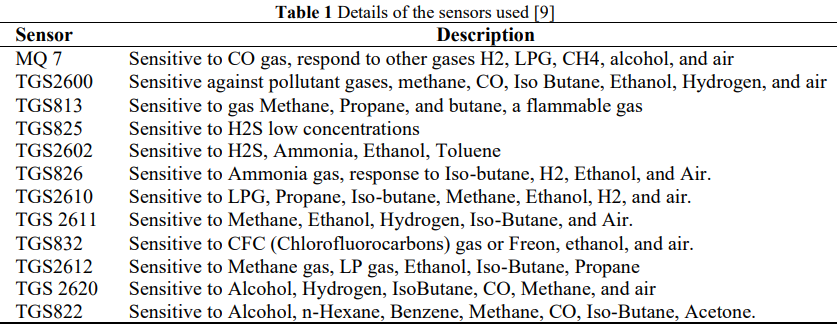 Table 1 Details of the sensors used [9]
Sensor Description
MQ 7 Sensitive to CO gas, respond to other gases H2, LPG, CH4, alcohol, and air
TGS2600 Sensitive against pollutant gases, methane, CO, Iso Butane, Ethanol, Hydrogen, and air
TGS813 Sensitive to gas Methane, Propane, and butane, a flammable gas
TGS825 Sensitive to H2S low concentrations
TGS2602 Sensitive to H2S, Ammonia, Ethanol, Toluene
TGS826 Sensitive to Ammonia gas, response to Iso-butane, H2, Ethanol, and Air.
TGS2610 Sensitive to LPG, Propane, Iso-butane, Methane, Ethanol, H2, and air.
TGS 2611 Sensitive to Methane, Ethanol, Hydrogen, Iso-Butane, and Air.
TGS832 Sensitive to CFC (Chlorofluorocarbons) gas or Freon, ethanol, and air.
TGS2612 Sensitive to Methane gas, LP gas, Ethanol, Iso-Butane, Propane
TGS 2620 Sensitive to Alcohol, Hydrogen, IsoButane, CO, Methane, and air
TGS822 Sensitive to Alcohol, n-Hexane, Benzene, Methane, CO, Iso-Butane, Acetone.